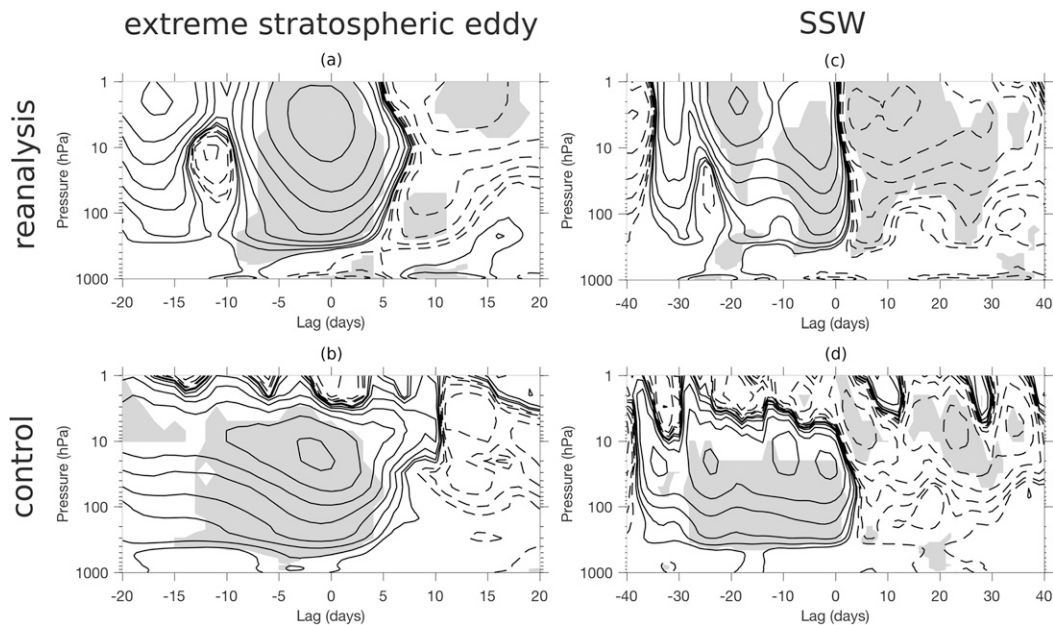 extreme stratospheric eddy
SSW
reanalysis
(a)
1
10
100
1000
Pressure (hPa)
-20 -15 -10 -5 0 5 10 15 20
Lag (days)
(c)
1
10
100
1000
Pressure (hPa)
-40 -30 -20 -10 0 10 20 30 40
Lag (days)
control
(b)
1
10
100
1000
Pressure (hPa)
-20 -15 -10 -5 0 5 10 15 20
Lag (days)
(d)
1
10
100
1000
Pressure (hPa)
-40 -30 -20 -10 0 10 20 30 40
Lag (days)